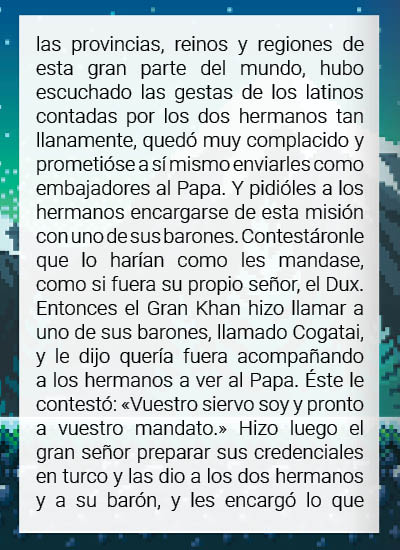 las provincias, reinos y regiones de
esta gran parte del mundo, hubo
escuchado las gestas de los latinos
contadas por los dos hermanos tan
llanamente, quedó muy complacido y
prometióse a sí mismo enviarles como
embajadores al Papa. Y pidióles a los
hermanos encargarse de esta misión
con uno de sus barones. Contestáronle
que lo harían como les mandase,
como si fuera su propio señor, el Dux.
Entonces el Gran Khan hizo llamar a
uno de sus barones, llamado Cogatai,
y le dijo quería fuera acompañando
a los hermanos a ver al Papa. Éste le
contestó: «Vuestro siervo soy y pronto
a vuestro mandato.» Hizo luego el
gran señor preparar sus credenciales
en turco y las dio a los dos hermanos
y a su barón, y les encargó lo que